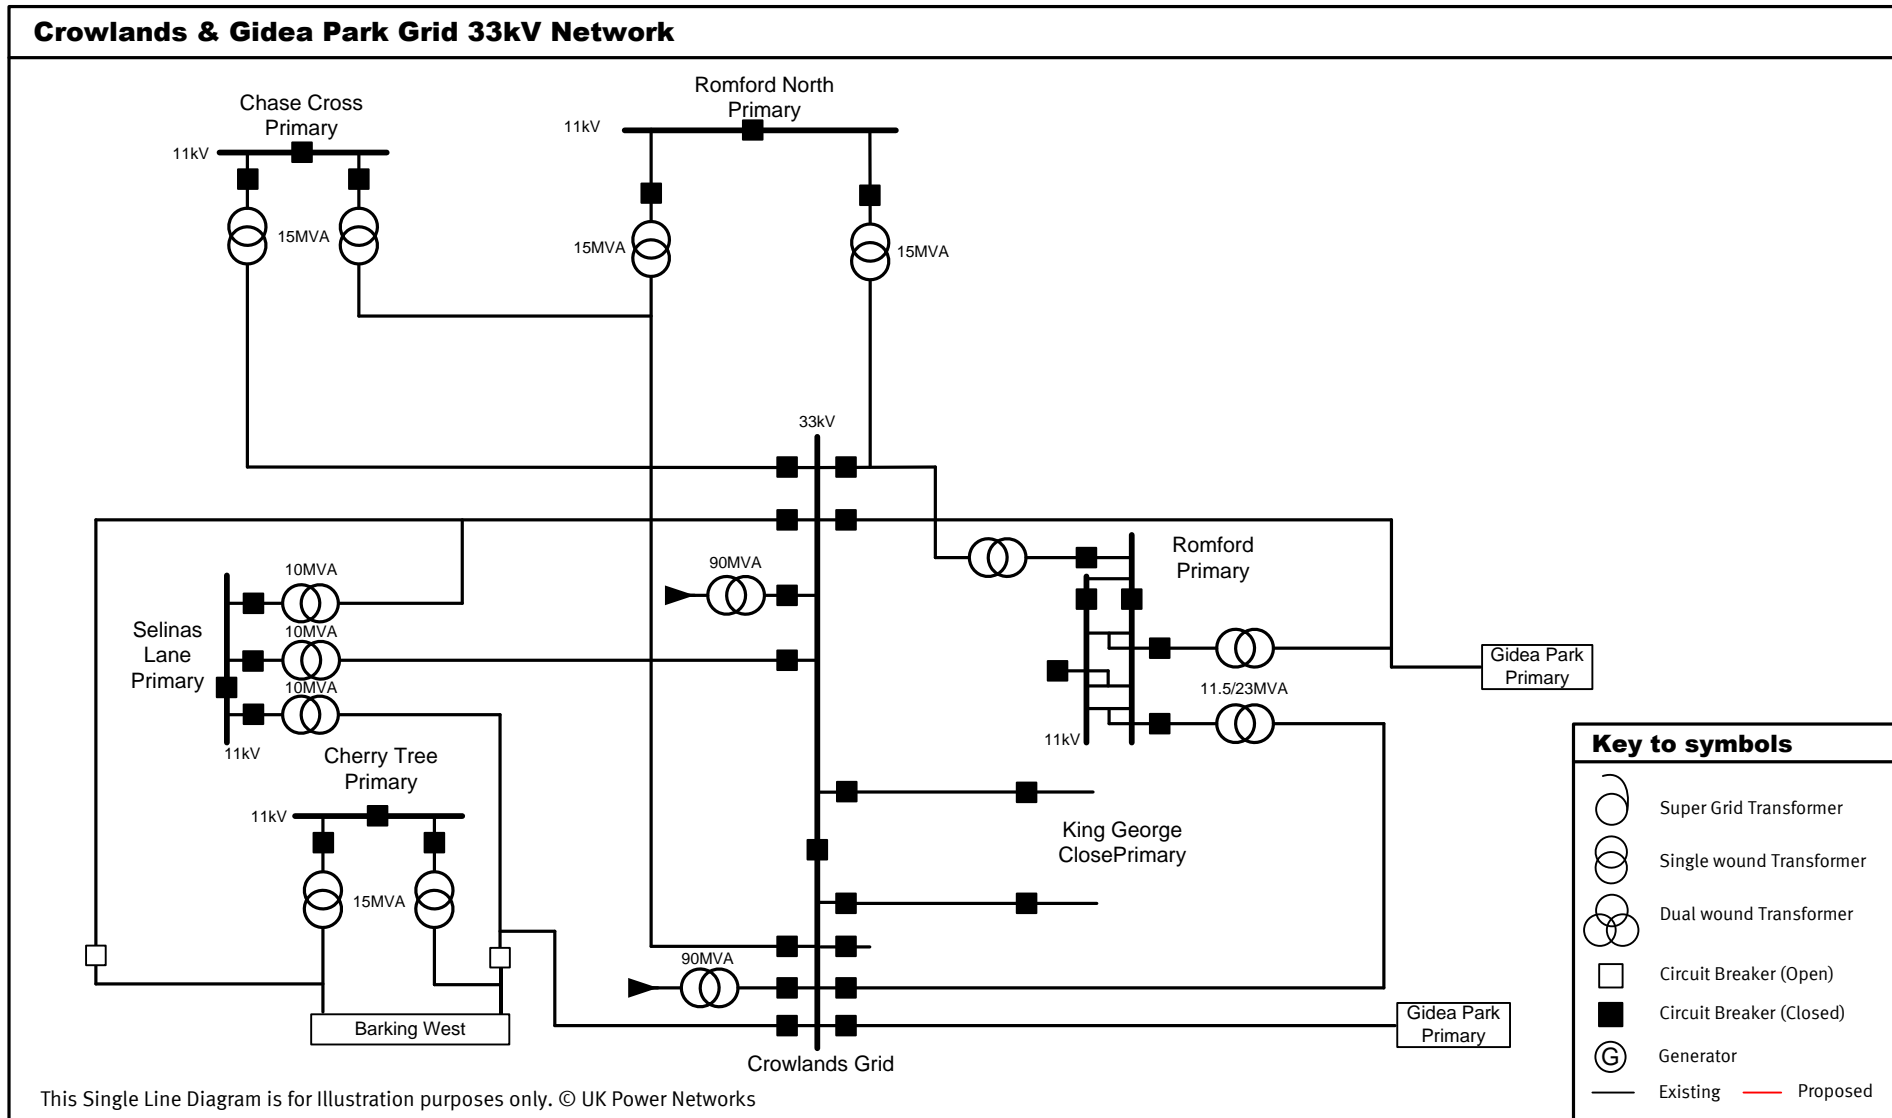 Crowlands & Gidea Park Grid 33kV Network
Chase Cross
Primary
11kV
15MVA
Romford North
Primary
11kV
15MVA
15MVA
33kV
90MVA
Romford
Primary
10MVA
10MVA
10MVA
Selinas
Lane
Primary
11kV
11.5/23MVA
11kV
Gidea Park
Primary
Cherry Tree
Primary
11kV
15MVA
King George
ClosePrimary
90MVA
Barking West
Gidea Park
Primary
Crowlands Grid
Key to symbols
Super Grid Transformer
Single wound Transformer
Dual wound Transformer
Circuit Breaker (Open)
Circuit Breaker (Closed)
G Generator
Existing Proposed
This Single Line Diagram is for Illustration purposes only. © UK Power Networks